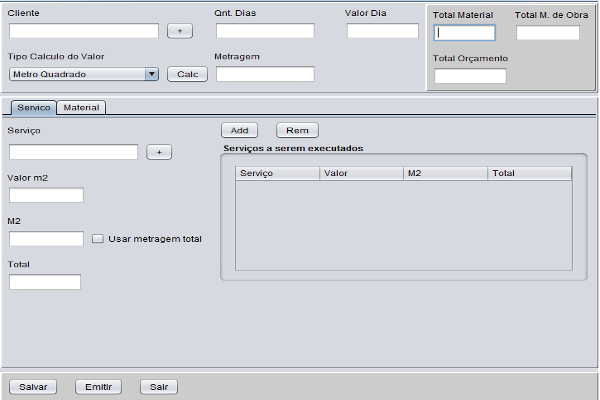 Cliente
Qnt. Dias
Valor Dia
Total Material
Total M. de Obra
+
Total Orçamento
Tipo Calculo do Valor
Metragem
Metro Quadrado
Calc
Servico
Material
Serviço
Add
Rem
+
Serviços a serem executados
Serviço
Valor
M2
Total
Valor m2
M2
Usar metragem total
Total
Salvar
Emitir
Sair